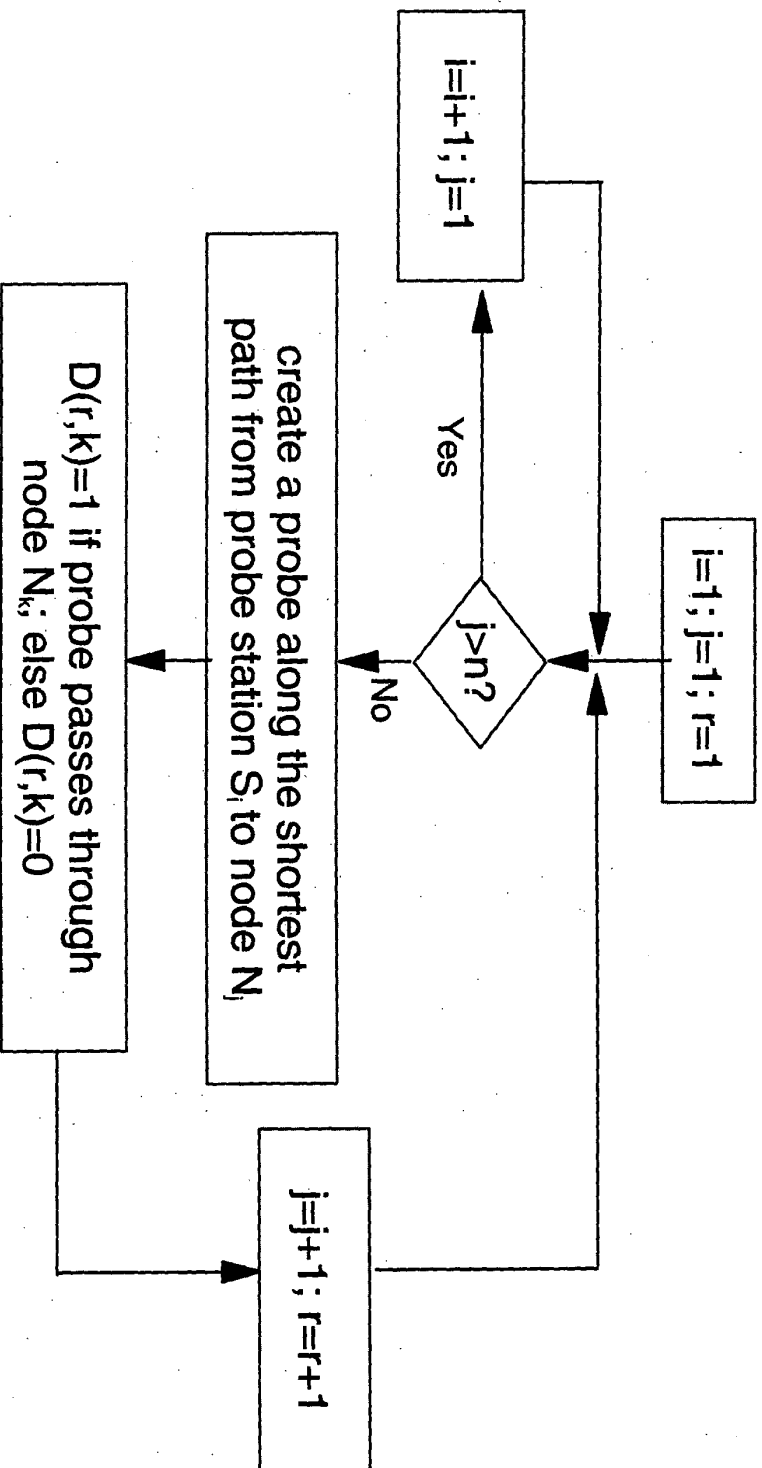 i=1; j=1; r=1
j>n?
Yes
i=i+1; j=1
No
create a probe along the shortest
path from probe station Sᵢ to node Nⱼ
D(r,k)=1 if probe passes through
node Nₖ; else D(r,k)=0
j=j+1; r=r+1